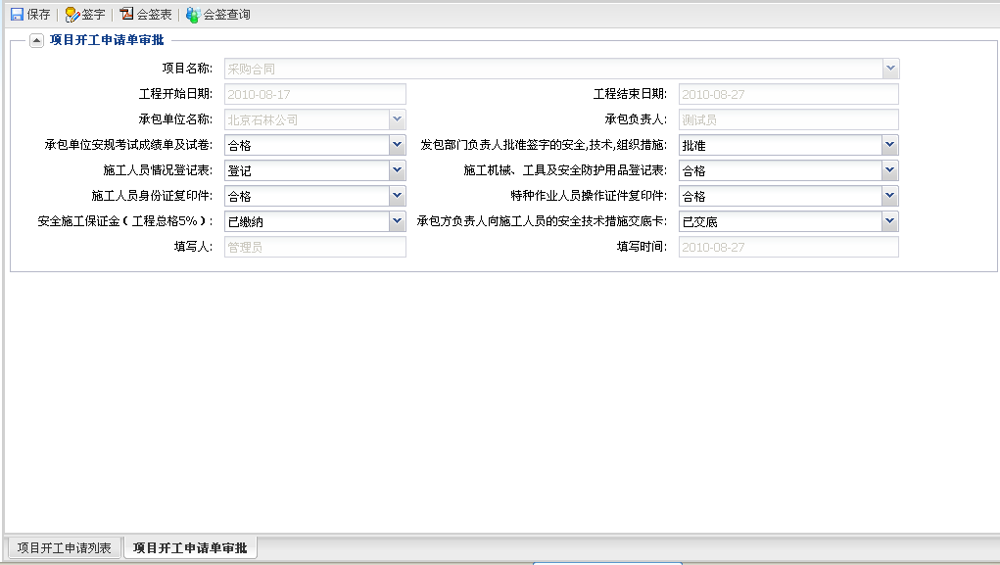 保存 签字 会签表 会签查询
项目开工申请单审批
项目名称: 采购合同
工程开始日期: 2010-08-17 工程结束日期: 2010-08-27
承包单位名称: 北京石林公司 承包负责人: 测试员
承包单位安规考试成绩单及试卷: 合格 发包部门负责人批准签字的安全,技术,组织措施: 批准
施工人员情况登记表: 登记 施工机械、工具及安全防护用品登记表: 合格
施工人员身份证复印件: 合格 特种作业人员操作证件复印件: 合格
安全施工保证金(工程总格5%): 已缴纳 承包方负责人向施工人员的安全技术措施交底卡: 已交底
填写人: 管理员 填写时间: 2010-08-27
项目开工申请列表 项目开工申请单审批